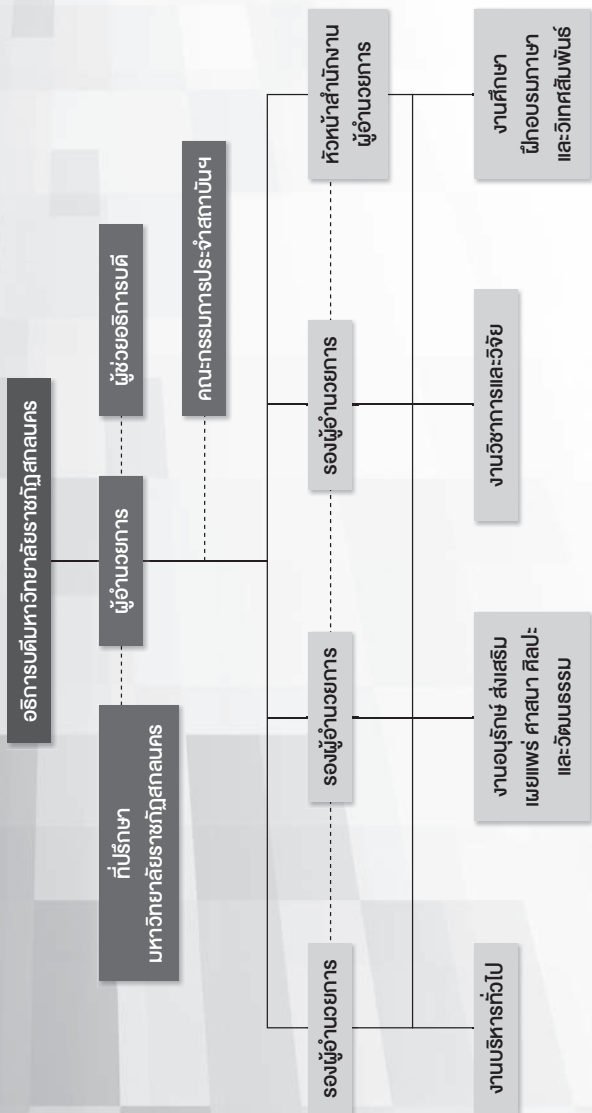 อธิการบดีมหาวิทยาลัยราชภัฏสกลนคร
ที่ปรึกษา
มหาวิทยาลัยราชภัฏสกลนคร
ผู้อำนวยการ
ผู้ช่วยอธิการบดี
คณะกรรมการประจำสถาบันฯ
รองผู้อำนวยการ
รองผู้อำนวยการ
รองผู้อำนวยการ
หัวหน้าสำนักงาน
ผู้อำนวยการ
งานบริหารทั่วไป
งานอนุรักษ์ ส่งเสริม
เผยแพร่ ศาสนา ศิลปะ
และวัฒนธรรม
งานวิชาการและวิจัย
งานศึกษา
ฝึกอบรมภาษา
และวิเทศสัมพันธ์